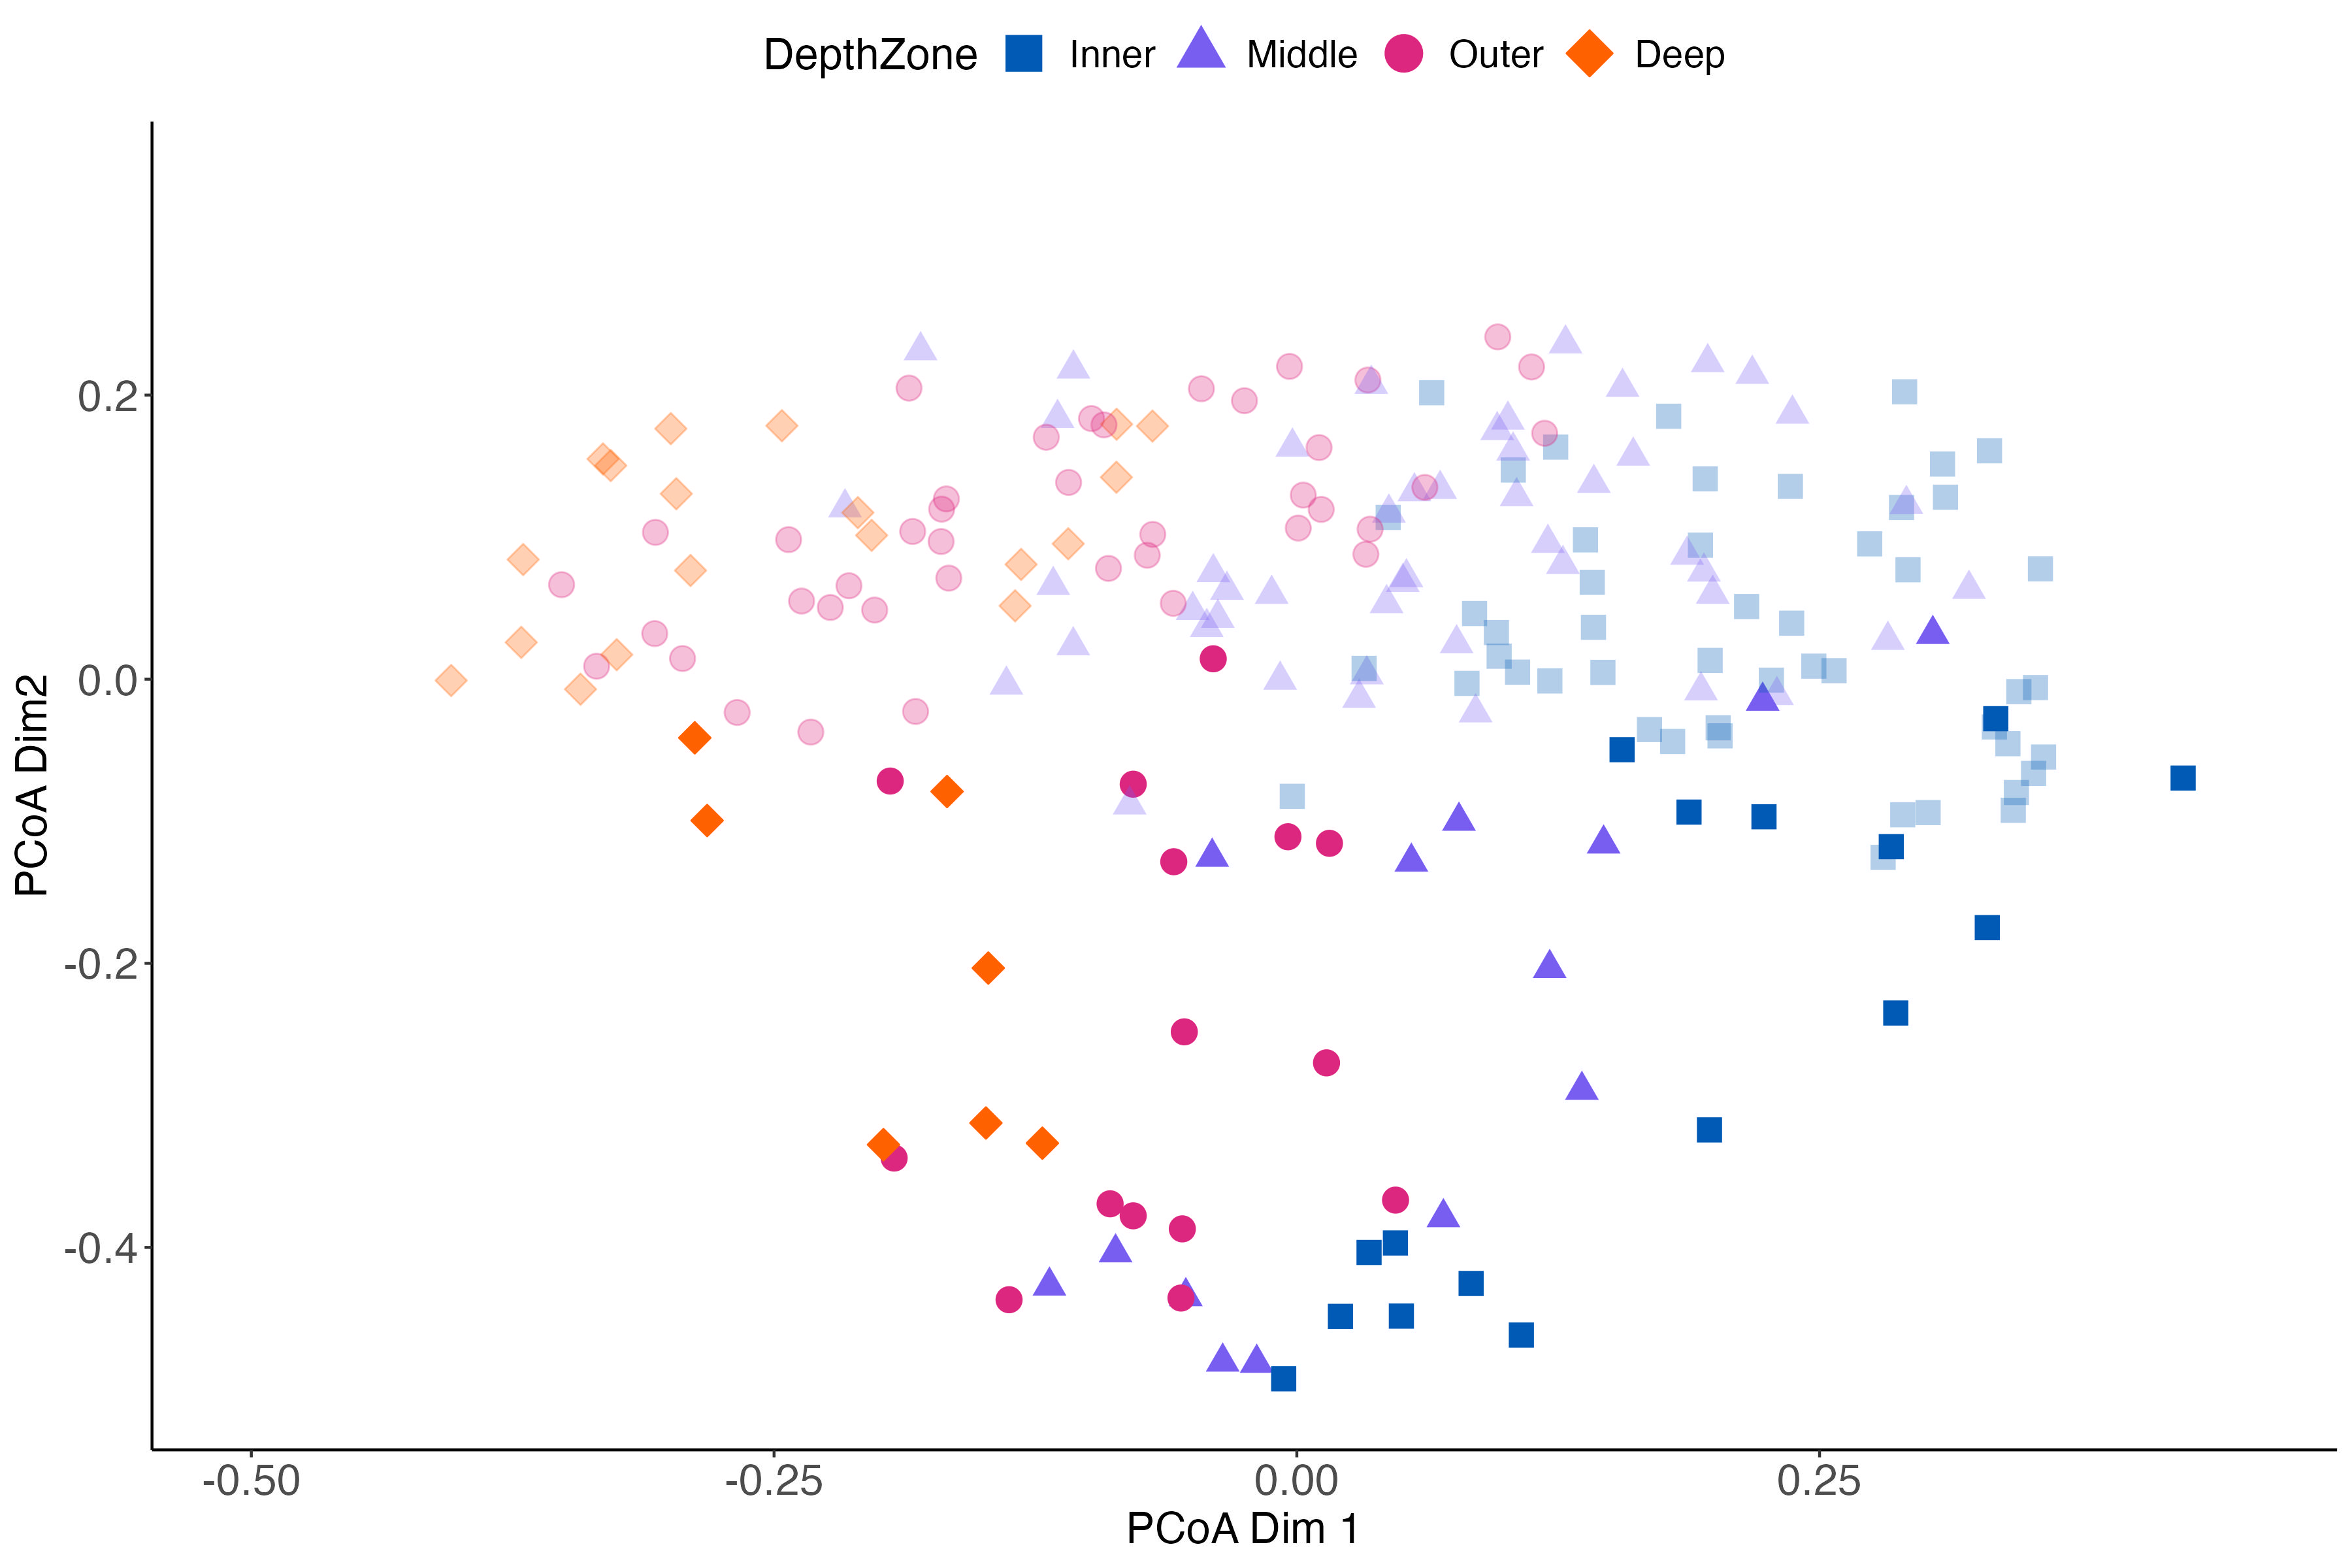 DepthZone Inner Middle Outer Deep
0.2
0.0
-0.2
-0.4
PCoA Dim2
-0.50 -0.25 0.00 0.25
PCoA Dim 1